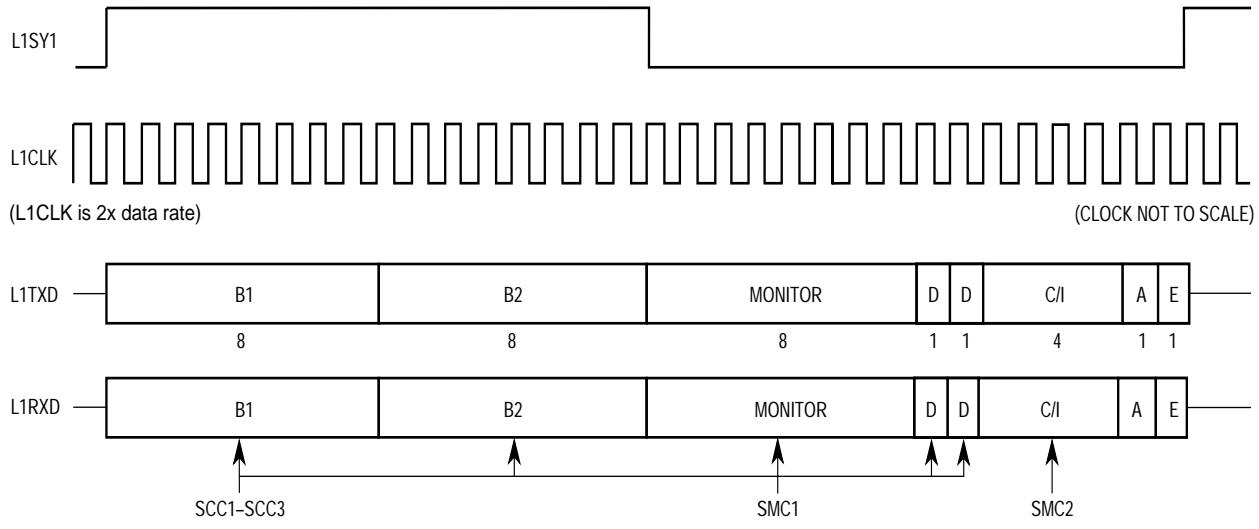 L1SY1
L1CLK
(L1CLK is 2x data rate)
(CLOCK NOT TO SCALE)
L1TXD B1 B2 MONITOR D D C/I A E
8 8 8 1 1 4 1 1
L1RXD B1 B2 MONITOR D D C/I A E
SCC1–SCC3 SMC1 SMC2